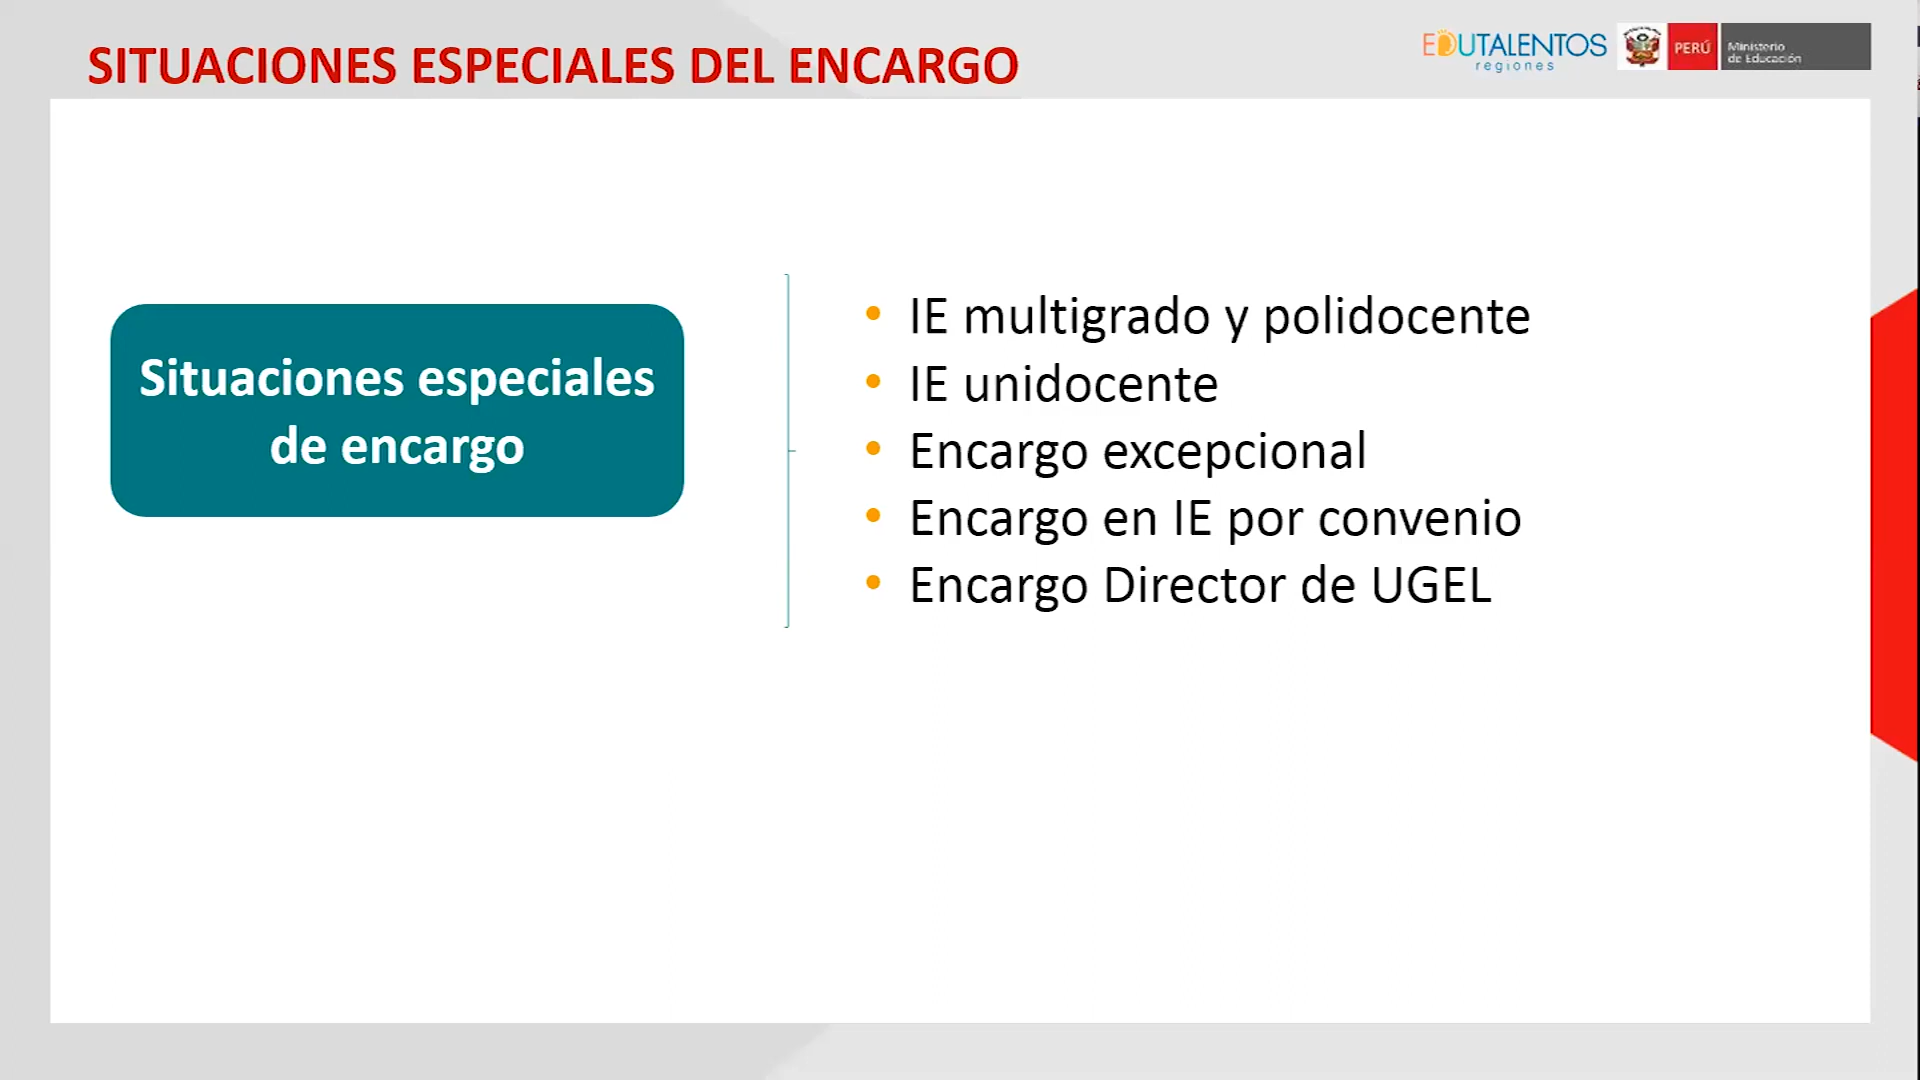 SITUACIONES ESPECIALES DEL ENCARGO
EDUTALENTOS
regiones
PERÚ
Ministerio
de Educación
Situaciones especiales
de encargo
• IE multigrado y polidocente
• IE unidocente
• Encargo excepcional
• Encargo en IE por convenio
• Encargo Director de UGEL